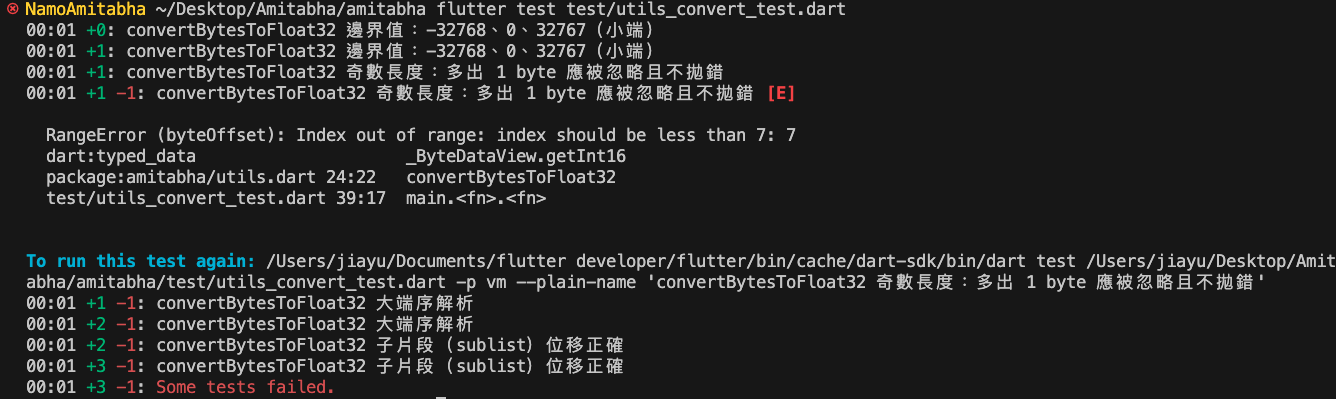 NamoAmitabha ~/Desktop/Amitabha/amitabha flutter test test/utils_convert_test.dart
00:01 +0: convertBytesToFloat32 邊界值：-32768、0、32767（小端）
00:01 +1: convertBytesToFloat32 邊界值：-32768、0、32767（小端）
00:01 +1: convertBytesToFloat32 奇數長度：多出 1 byte 應被忽略且不拋錯
00:01 +1 -1: convertBytesToFloat32 奇數長度：多出 1 byte 應被忽略且不拋錯 [E]
RangeError (byteOffset): Index out of range: index should be less than 7: 7
dart:typed_data _ByteDataView.getInt16
package:amitabha/utils.dart 24:22 convertBytesToFloat32
test/utils_convert_test.dart 39:17 main.<fn>.<fn>
To run this test again: /Users/jiayu/Documents/flutter developer/flutter/bin/cache/dart-sdk/bin/dart test /Users/jiayu/Desktop/Amit
abha/amitabha/test/utils_convert_test.dart -p vm --plain-name 'convertBytesToFloat32 奇數長度：多出 1 byte 應被忽略且不拋錯'
00:01 +1 -1: convertBytesToFloat32 大端序解析
00:01 +2 -1: convertBytesToFloat32 大端序解析
00:01 +2 -1: convertBytesToFloat32 子片段（sublist）位移正確
00:01 +3 -1: convertBytesToFloat32 子片段（sublist）位移正確
00:01 +3 -1: Some tests failed.